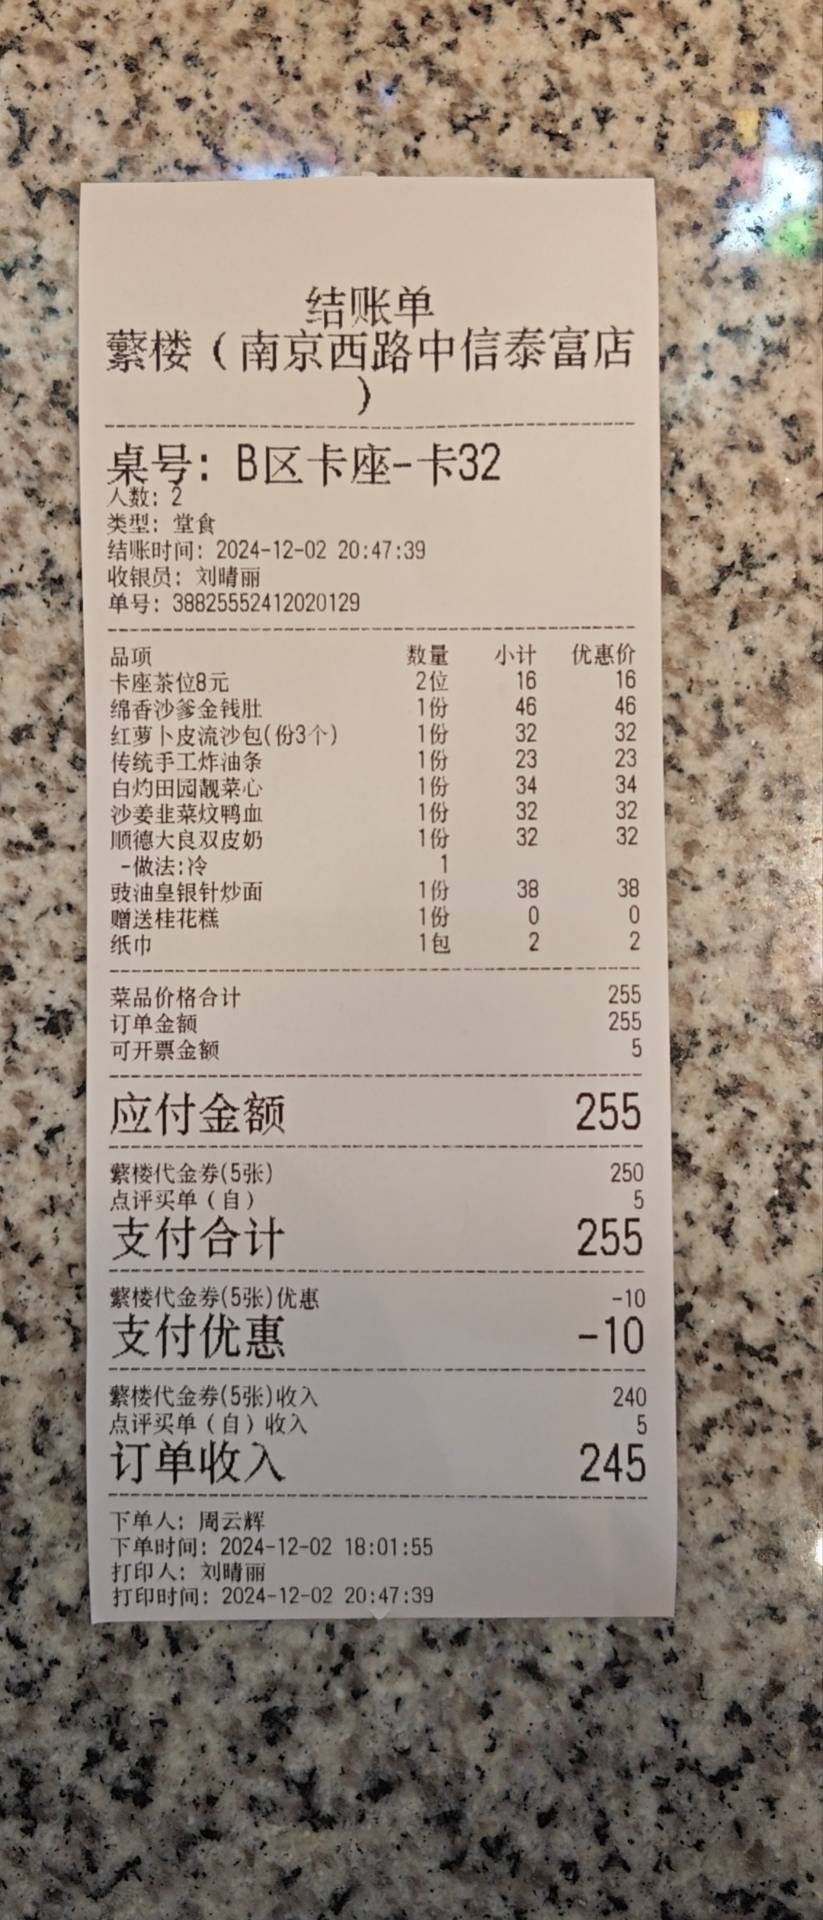 结账单
蘩楼（南京西路中信泰富店
）
桌号: B区卡座-卡32
人数: 2
类型: 堂食
结账时间: 2024-12-02 20:47:39
收银员: 刘晴丽
单号: 38825552412020129
品项 数量 小计 优惠价
卡座茶位8元 2位 16 16
绵香沙爹金钱肚 1份 46 46
红萝卜皮流沙包(份3个) 1份 32 32
传统手工炸油条 1份 23 23
白灼田园靓菜心 1份 34 34
沙姜韭菜炆鸭血 1份 32 32
顺德大良双皮奶 1份 32 32
-做法:冷 1
豉油皇银针炒面 1份 38 38
赠送桂花糕 1份 0 0
纸巾 1包 2 2
菜品价格合计 255
订单金额 255
可开票金额 5
应付金额 255
蘩楼代金券(5张) 250
点评买单（自） 5
支付合计 255
蘩楼代金券(5张)优惠 -10
支付优惠 -10
蘩楼代金券(5张)收入 240
点评买单（自）收入 5
订单收入 245
下单人: 周云辉
下单时间: 2024-12-02 18:01:55
打印人: 刘晴丽
打印时间: 2024-12-02 20:47:39